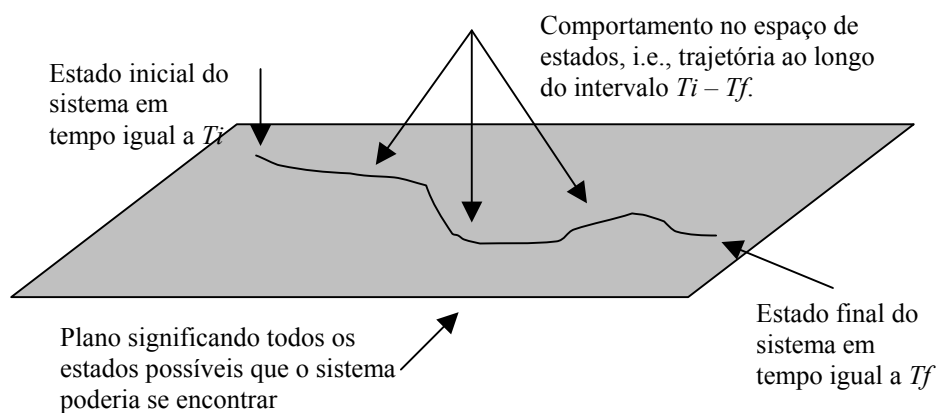 Comportamento no espaço de
estados, i.e., trajetória ao longo
do intervalo Ti – Tf.
Estado inicial do
sistema em
tempo igual a Ti
Estado final do
sistema em
tempo igual a Tf
Plano significando todos os
estados possíveis que o sistema
poderia se encontrar